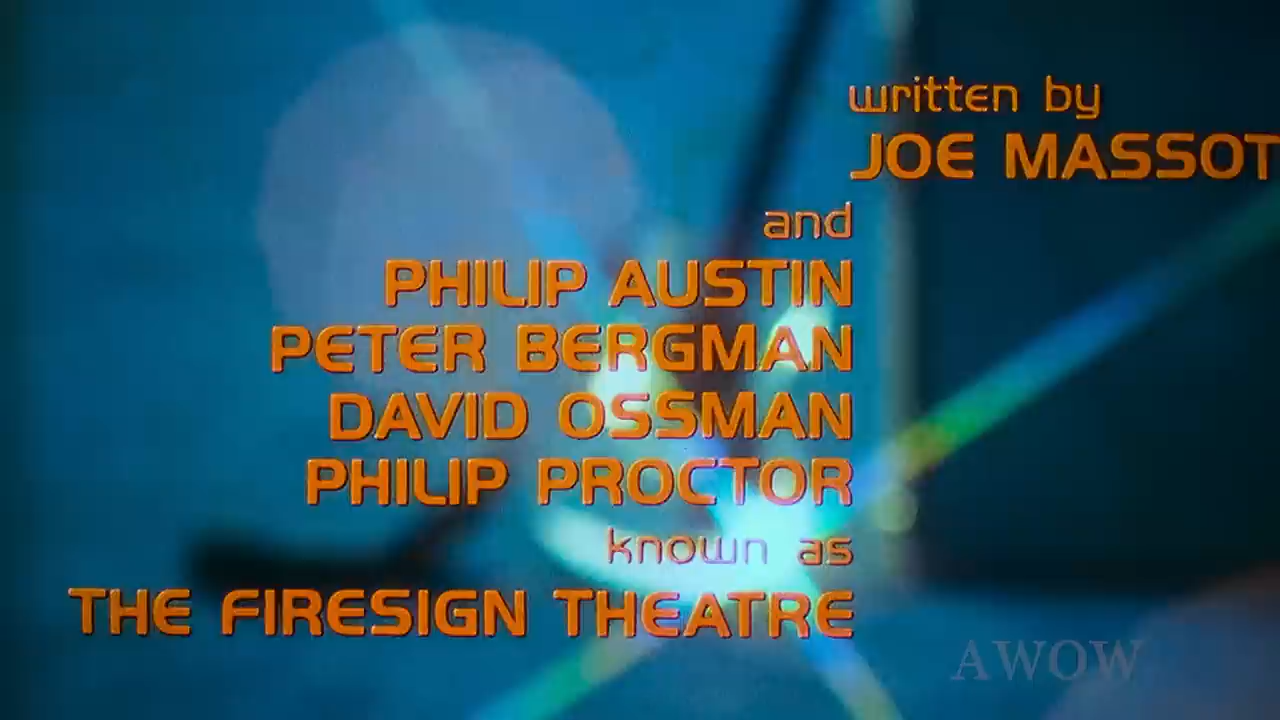 written by
JOE MASSOT
and
PHILIP AUSTIN
PETER BERGMAN
DAVID OSSMAN
PHILIP PROCTOR
known as
THE FIRESIGN THEATRE
AWOW